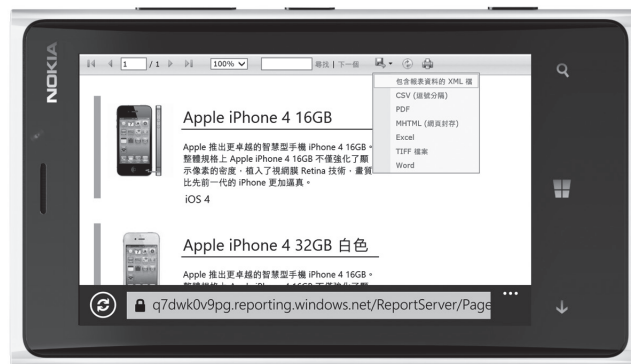 NOKIA
1 / 1 100% 尋找 | 下一個
包含報表資料的 XML 檔
CSV (逗號分隔)
PDF
MHTML (網頁封存)
Excel
TIFF 檔案
Word
Apple iPhone 4 16GB
Apple 推出更卓越的智慧型手機 iPhone 4 16GB。
整體規格上 Apple iPhone 4 16GB 不僅強化了顯
示像素的密度，植入了視網膜 Retina 技術，畫質
比先前一代的 iPhone 更加逼真。
iOS 4
Apple iPhone 4 32GB 白色
Apple 推出更卓越的智慧型手機 iPhone 4 16GB。
q7dwk0v9pg.reporting.windows.net/ReportServer/Page